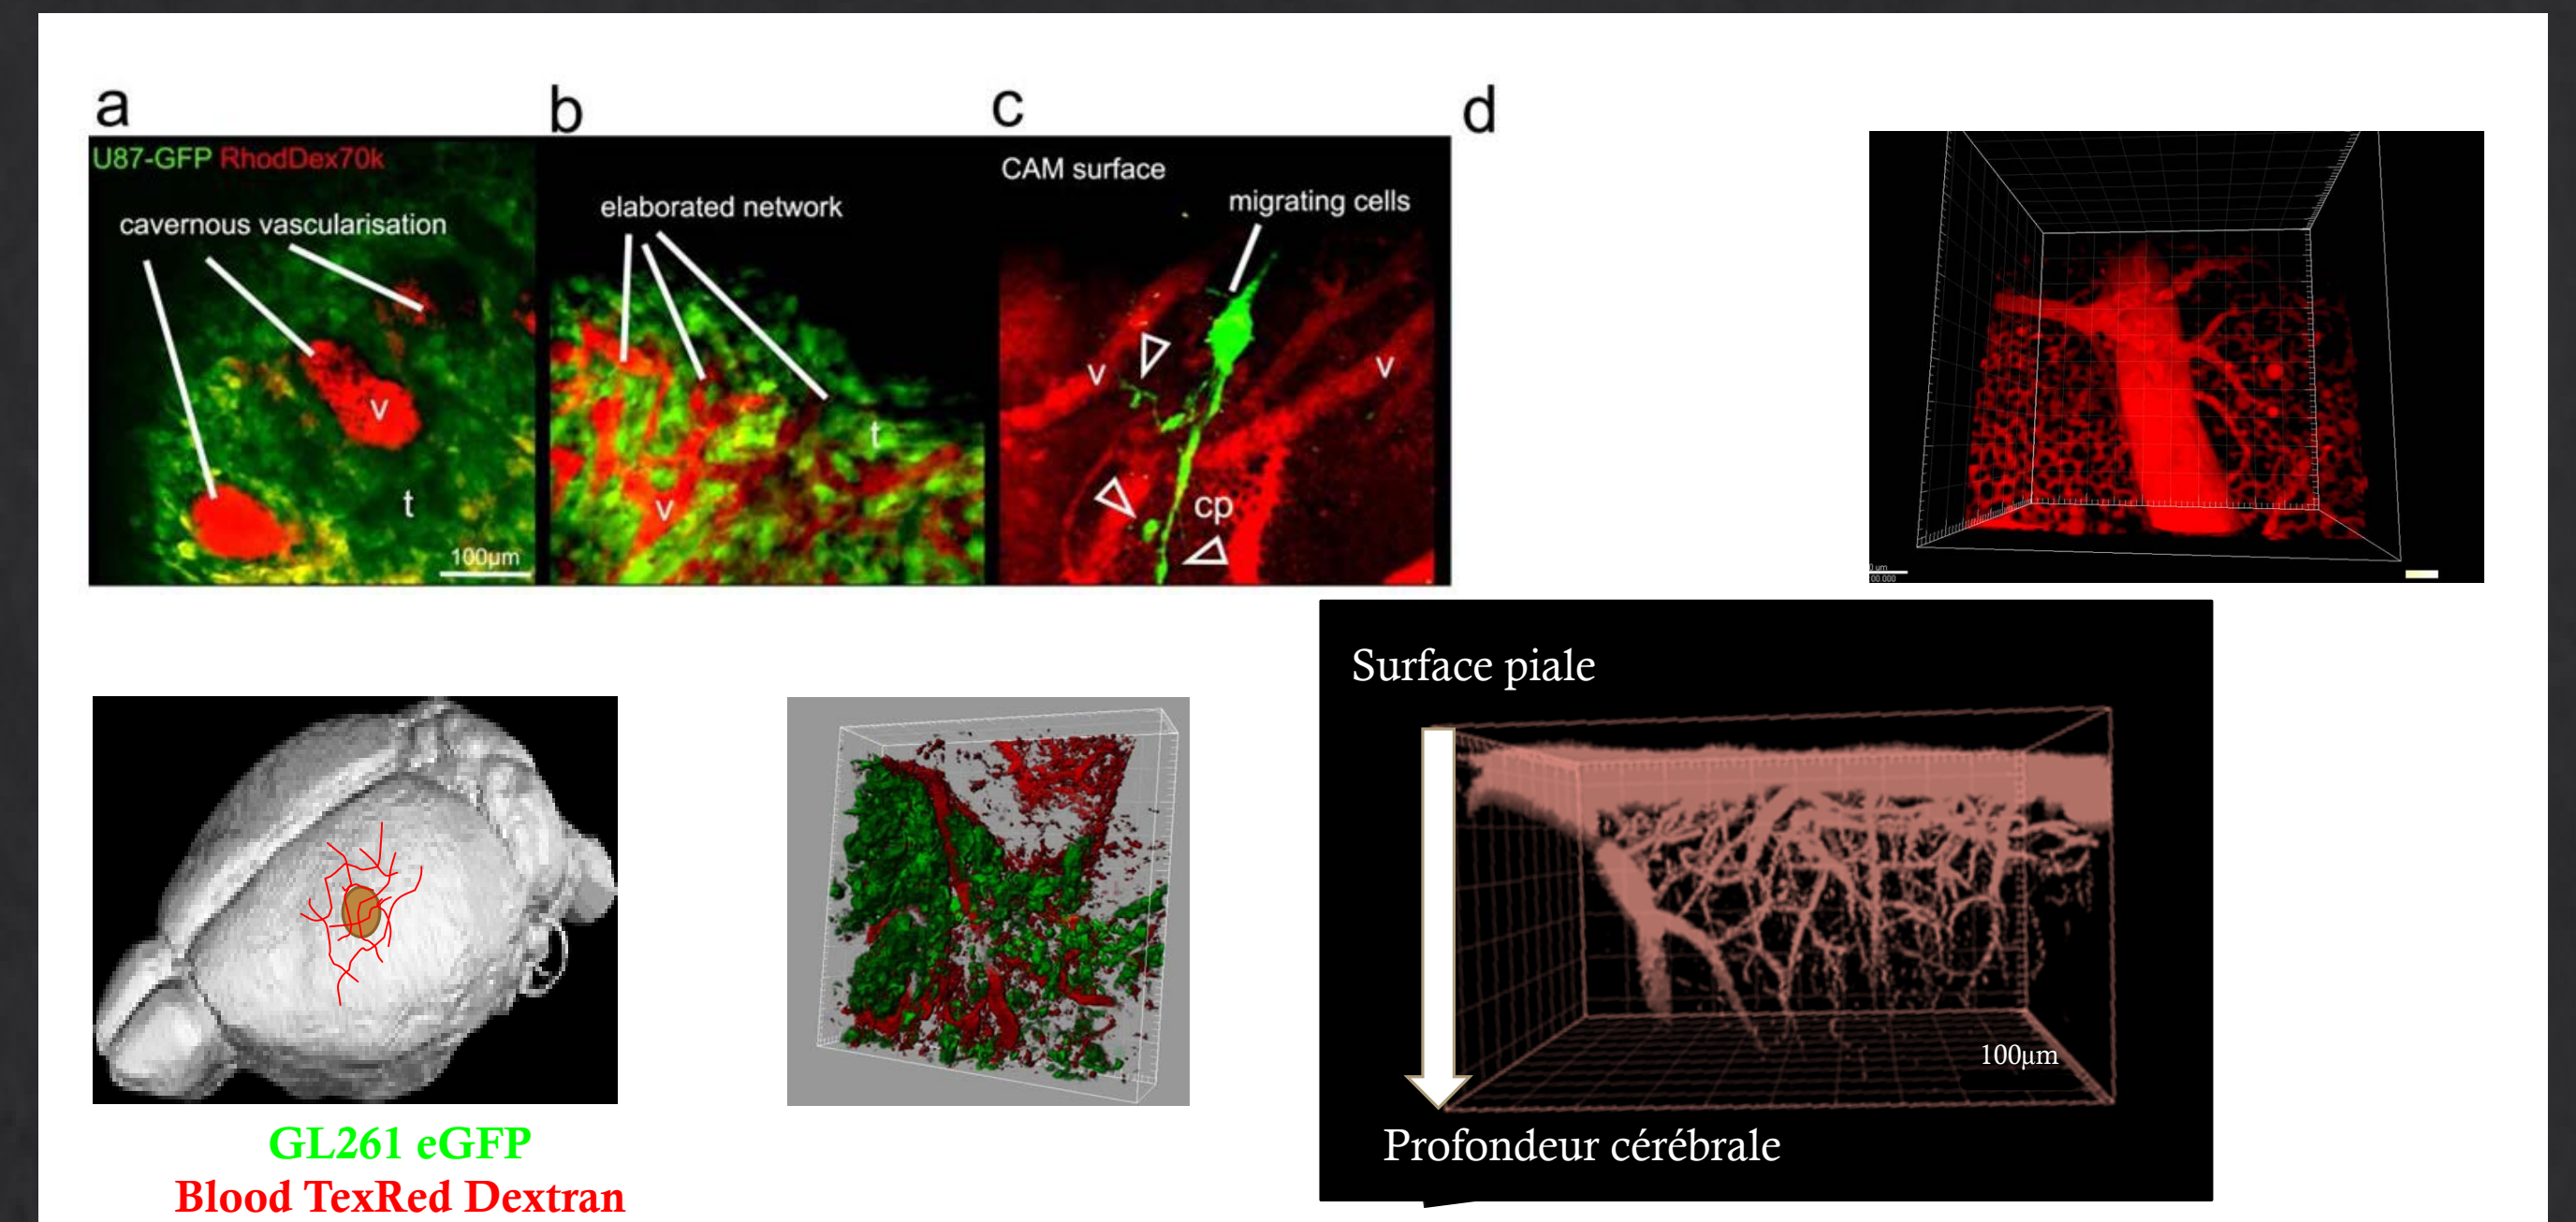 a
b
c
d
U87-GFP RhodDex70k
cavernous vascularisation
v
t
100µm
elaborated network
t
v
CAM surface
migrating cells
v
v
cp
Surface piale
100µm
Profondeur cérébrale
GL261 eGFP
Blood TexRed Dextran